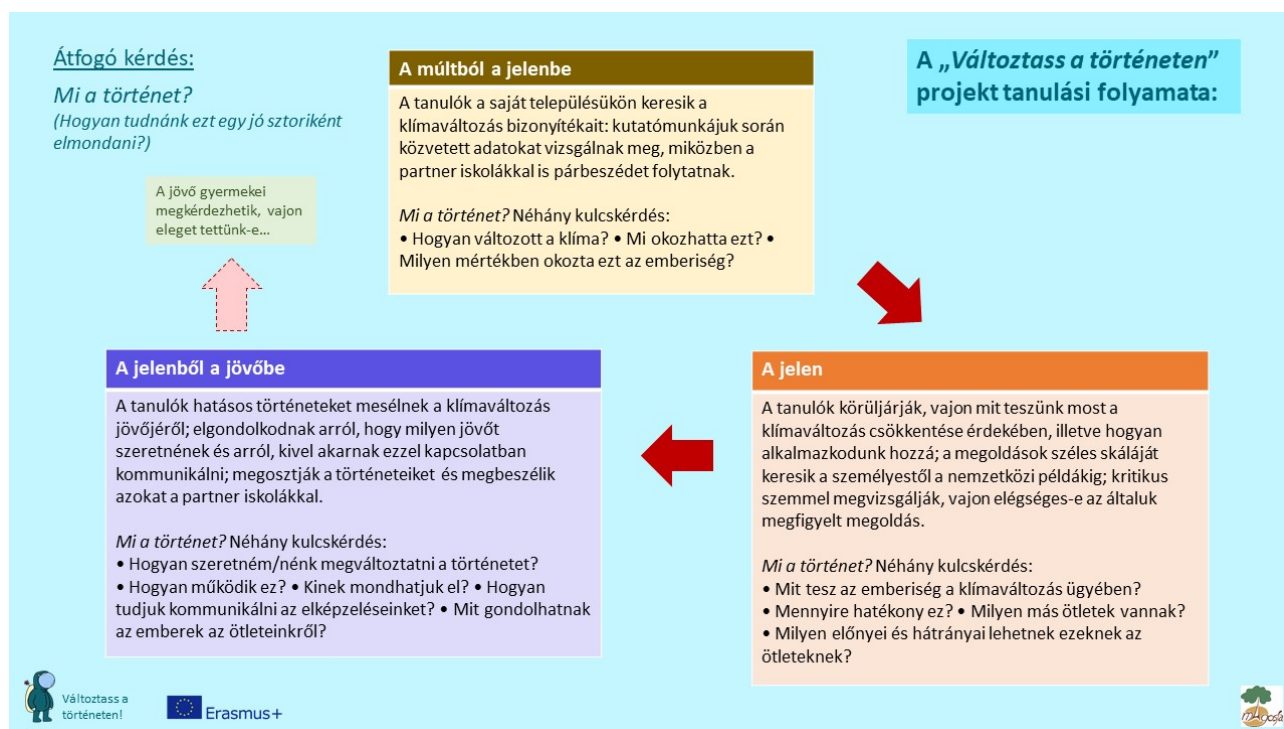 Átfogó kérdés:
Mi a történet?
(Hogyan tudnánk ezt egy jó sztoriként
elmondani?)
A „Változtass a történeten”
projekt tanulási folyamata:
A múltból a jelenbe
A tanulók a saját településükön keresik a
klímaváltozás bizonyítékait: kutatómunkájuk során
közvetett adatokat vizsgálnak meg, miközben a
partner iskolákkal is párbeszédet folytatnak.
Mi a történet? Néhány kulcskérdés:
• Hogyan változott a klíma? • Mi okozhatta ezt? •
Milyen mértékben okozta ezt az emberiség?
A jövő gyermekei
megkérdezhetik, vajon
eleget tettünk-e...
A jelen
A tanulók körüljárják, vajon mit teszünk most a
klímaváltozás csökkentése érdekében, illetve hogyan
alkalmazkodunk hozzá; a megoldások széles skáláját
keresik a személyestől a nemzetközi példákig; kritikus
szemmel megvizsgálják, vajon elégséges-e az általuk
megfigyelt megoldás.
Mi a történet? Néhány kulcskérdés:
• Mit tesz az emberiség a klímaváltozás ügyében?
• Mennyire hatékony ez? • Milyen más ötletek vannak?
• Milyen előnyei és hátrányai lehetnek ezeknek az
ötleteknek?
A jelenből a jövőbe
A tanulók hatásos történeteket mesélnek a klímaváltozás
jövőjéről; elgondolkodnak arról, hogy milyen jövőt
szeretnének és arról, kivel akarnak ezzel kapcsolatban
kommunikálni; megosztják a történeteiket és megbeszélik
azokat a partner iskolákkal.
Mi a történet? Néhány kulcskérdés:
• Hogyan szeretném/nénk megváltoztatni a történetet?
• Hogyan működik ez? • Kinek mondhatjuk el? • Hogyan
tudjuk kommunikálni az elképzeléseinket? • Mit gondolhatnak
az emberek az ötleteinkről?
Változtass a
történeten!
Erasmus+